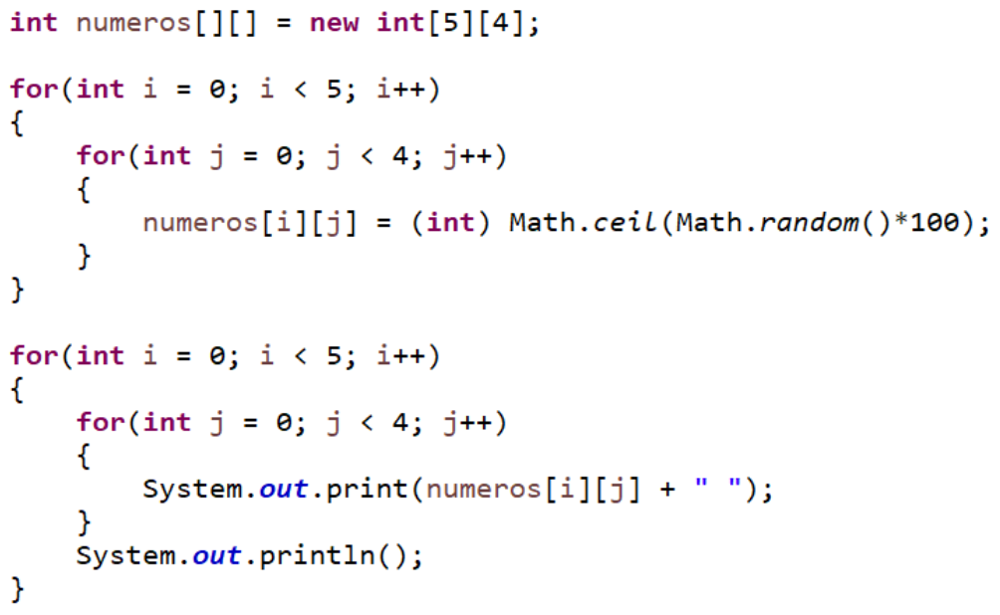 int numeros[][] = new int[5][4];
for(int i = 0; i < 5; i++)
{
for(int j = 0; j < 4; j++)
{
numeros[i][j] = (int) Math.ceil(Math.random()*100);
}
}
for(int i = 0; i < 5; i++)
{
for(int j = 0; j < 4; j++)
{
System.out.print(numeros[i][j] + " ");
}
System.out.println();
}